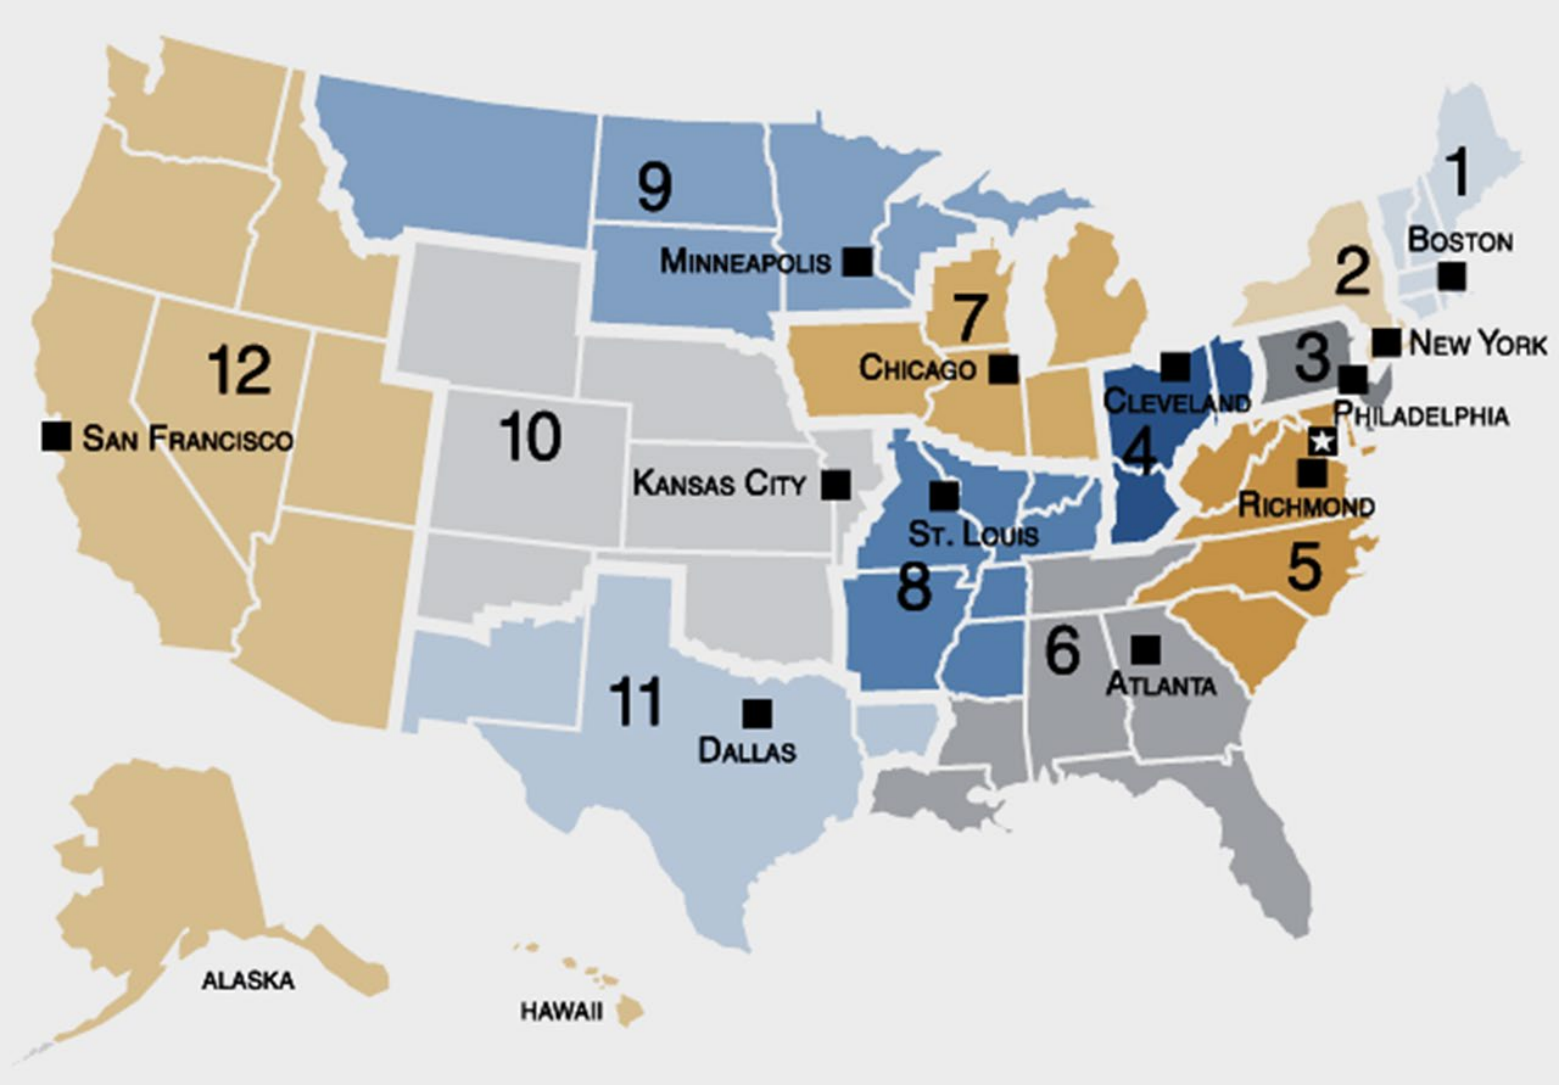 1
9
BOSTON
2
MINNEAPOLIS
7
NEW YORK
3
12
CHICAGO
CLEVELAND
PHILADELPHIA
10
SAN FRANCISCO
4
KANSAS CITY
RICHMOND
ST. LOUIS
5
8
6
ATLANTA
11
DALLAS
ALASKA
HAWAII